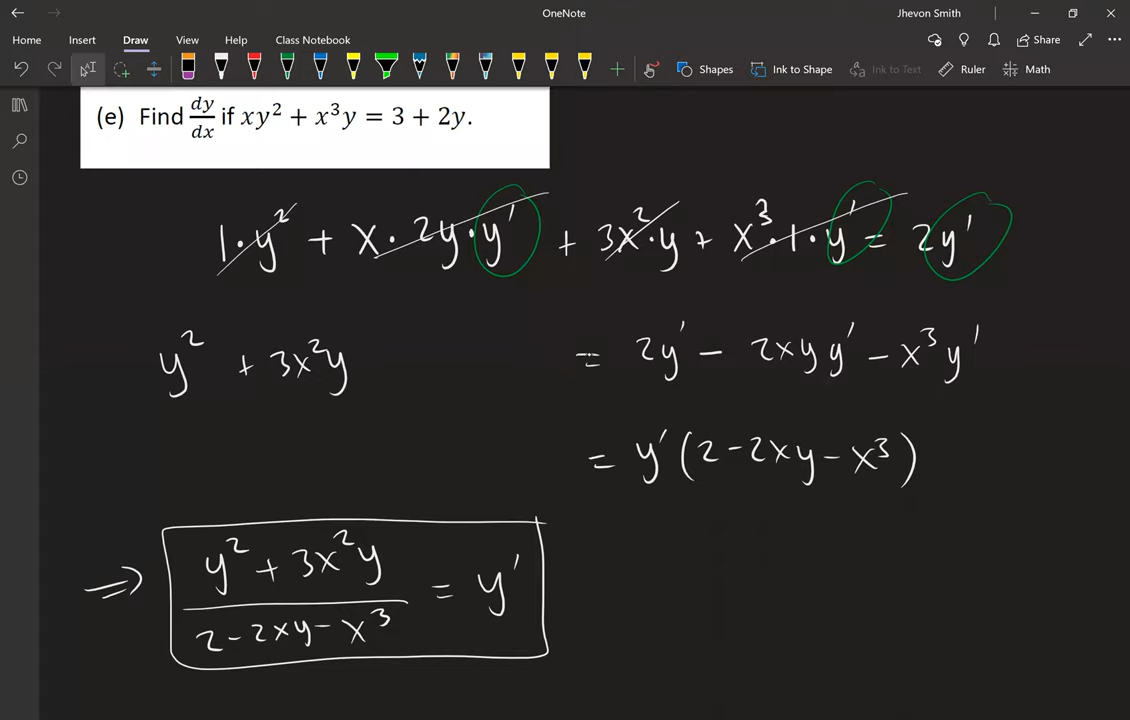 OneNote
Jhevon Smith
Home Insert Draw View Help Class Notebook
Share
Shapes Ink to Shape Ink to Text Ruler Math
(e) Find dy/dx if xy² + x³y = 3 + 2y.
1·y² + x·2y·y' + 3x²·y + x³·1·y' = 2y'
y² + 3x²y = 2y' − 2xyy' − x³y'
= y'(2−2xy−x³)
⇒ (y² + 3x²y)/(2−2xy−x³) = y'